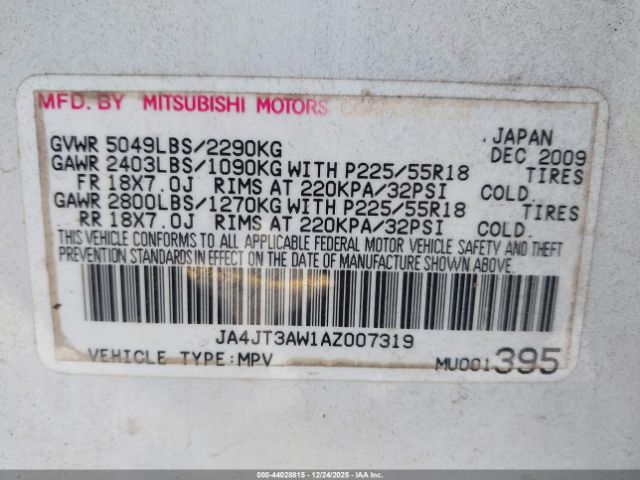 MFD. BY MITSUBISHI MOTORS CORPORATION
JAPAN
GVWR 5049LBS/2290KG DEC 2009
GAWR 2403LBS/1090KG WITH P225/55R18 TIRES
FR 18X7.0J RIMS AT 220KPA/32PSI COLD.
GAWR 2800LBS/1270KG WITH P225/55R18 TIRES
RR 18X7.0J RIMS AT 220KPA/32PSI COLD.
THIS VEHICLE CONFORMS TO ALL APPLICABLE FEDERAL MOTOR VEHICLE SAFETY AND THEFT
PREVENTION STANDARDS IN EFFECT ON THE DATE OF MANUFACTURE SHOWN ABOVE.
JA4JT3AW1AZ007319
VEHICLE TYPE:MPV MU001395
000-44028815 - 12/24/2025 - CALIFORNIA